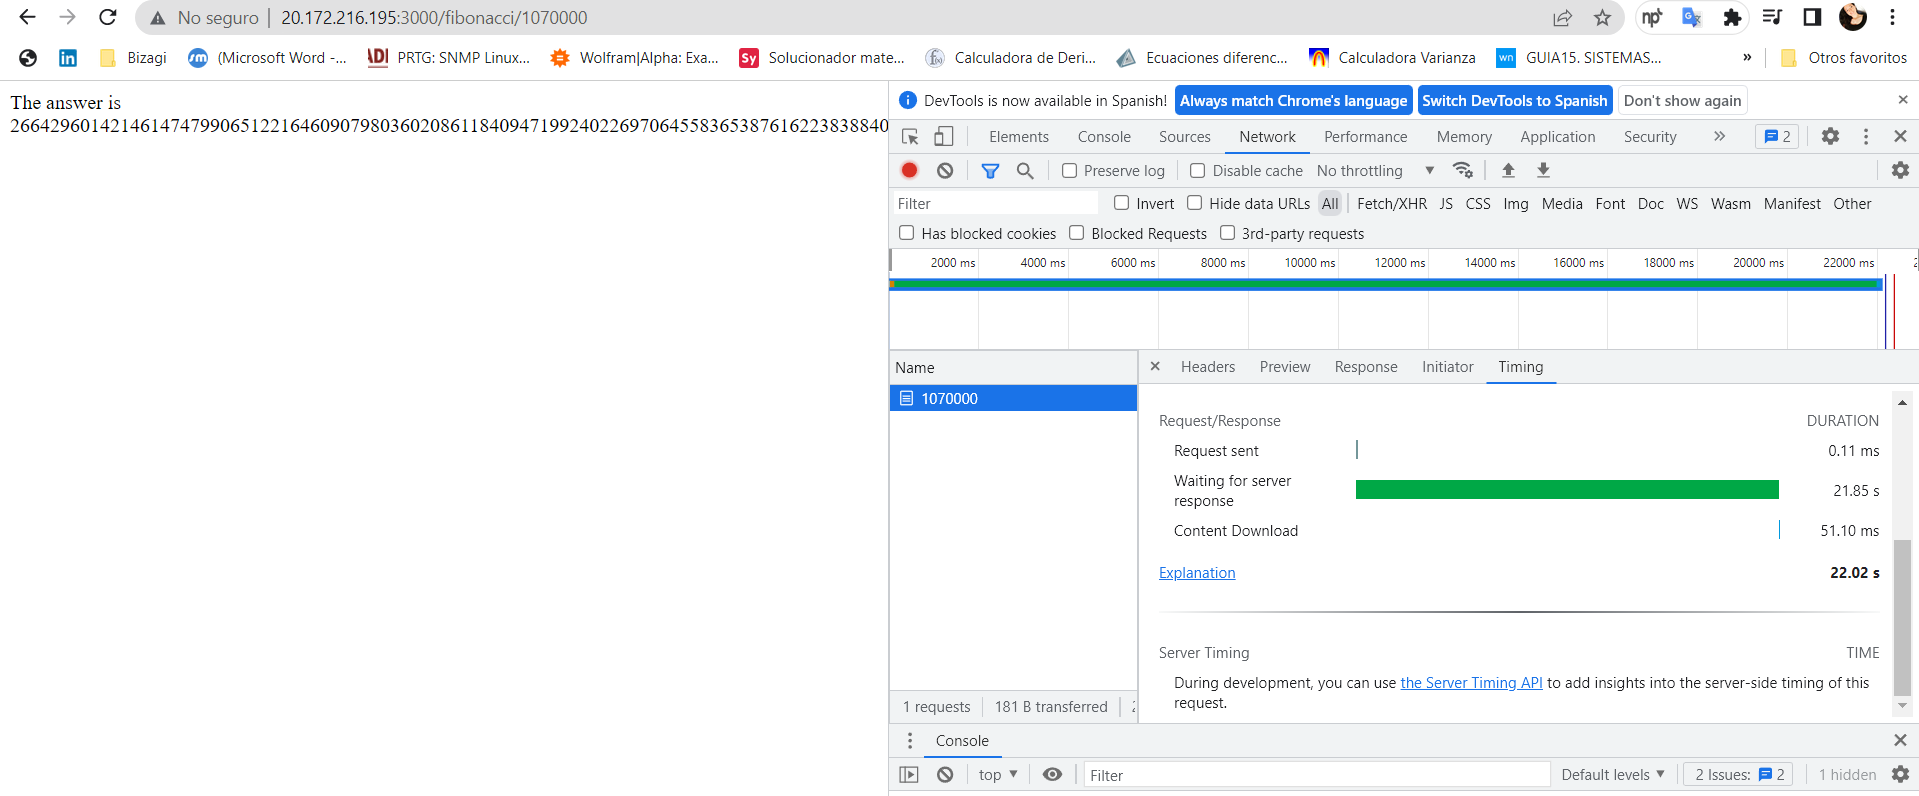 No seguro | 20.172.216.195:3000/fibonacci/1070000
Bizagi (Microsoft Word -... PRTG: SNMP Linux... Wolfram|Alpha: Exa... Solucionador mate... Calculadora de Deri... Ecuaciones diferenc... Calculadora Varianza GUIA15. SISTEMAS... » Otros favoritos
The answer is
DevTools is now available in Spanish! Always match Chrome's language Switch DevTools to Spanish Don't show again
Elements Console Sources Network Performance Memory Application Security » 2
Preserve log Disable cache No throttling
Filter Invert Hide data URLs All Fetch/XHR JS CSS Img Media Font Doc WS Wasm Manifest Other
Has blocked cookies Blocked Requests 3rd-party requests
2000 ms 4000 ms 6000 ms 8000 ms 10000 ms 12000 ms 14000 ms 16000 ms 18000 ms 20000 ms 22000 ms
Name Headers Preview Response Initiator Timing
1070000
Request/Response DURATION
Request sent 0.11 ms
Waiting for server
response 21.85 s
Content Download 51.10 ms
Explanation 22.02 s
Server Timing TIME
During development, you can use the Server Timing API to add insights into the server-side timing of this
request.
1 requests 181 B transferred
Console
top Filter Default levels 2 Issues: 2 1 hidden